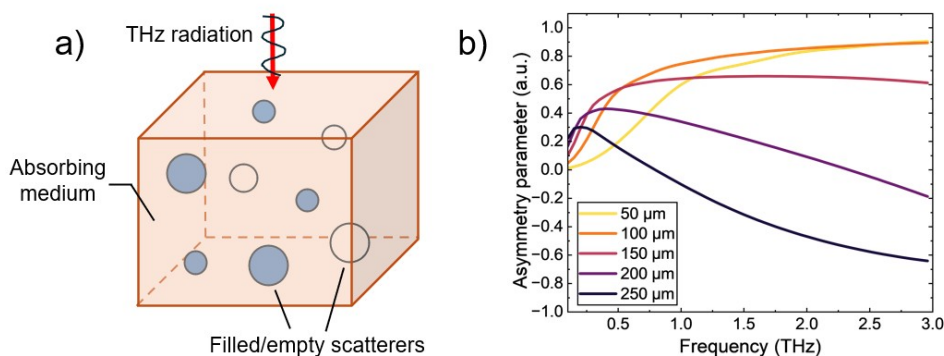 a)
THz radiation
Absorbing
medium
Filled/empty scatterers
b)
Asymmetry parameter (a.u.)
1.0
0.8
0.6
0.4
0.2
0.0
−0.2
−0.4
−0.6
−0.8
−1.0
50 µm
100 µm
150 µm
200 µm
250 µm
0.5 1.0 1.5 2.0 2.5 3.0
Frequency (THz)